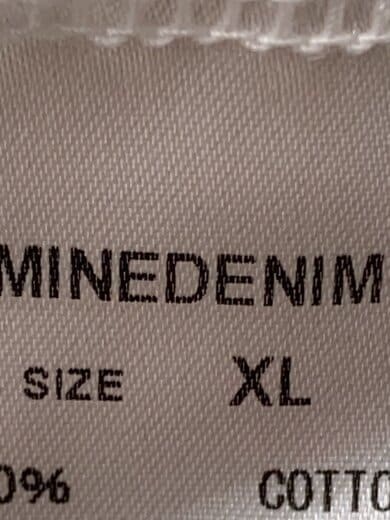 MINEDENIM
SIZE XL
0% COTTO